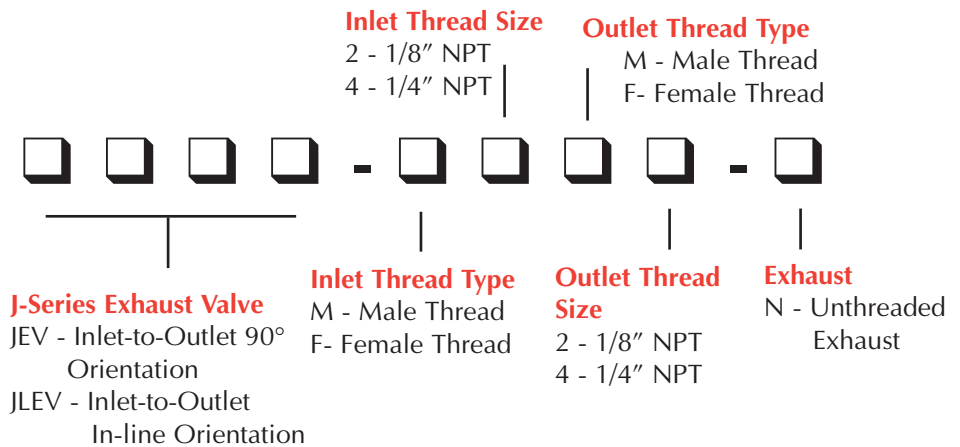 Inlet Thread Size
2 - 1/8″ NPT
4 - 1/4″ NPT
Outlet Thread Type
M - Male Thread
F- Female Thread
- -
J-Series Exhaust Valve
JEV - Inlet-to-Outlet 90°
Orientation
JLEV - Inlet-to-Outlet
In-line Orientation
Inlet Thread Type
M - Male Thread
F- Female Thread
Outlet Thread
Size
2 - 1/8″ NPT
4 - 1/4″ NPT
Exhaust
N - Unthreaded
Exhaust